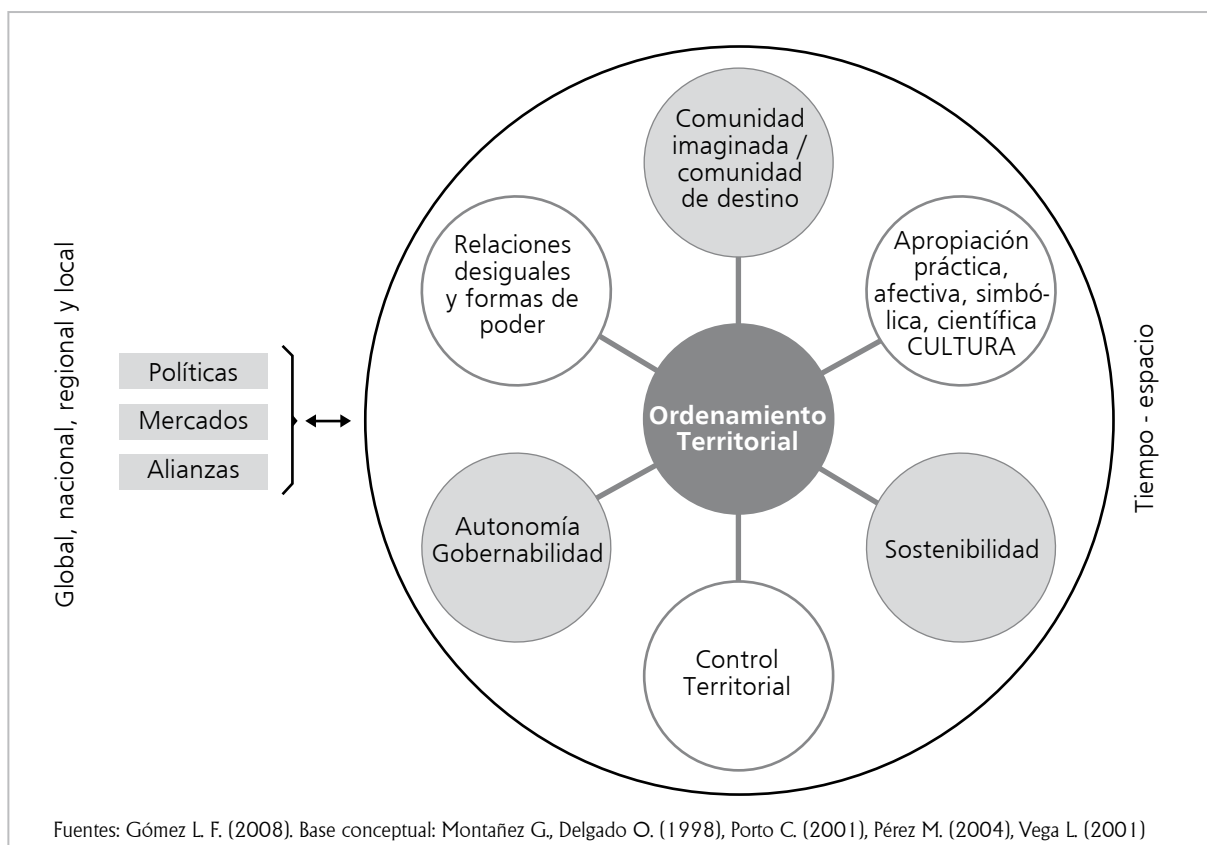 Global, nacional, regional y local
Políticas
Mercados
Alianzas
Comunidad
imaginada /
comunidad
de destino
Relaciones
desiguales
y formas de
poder
Apropiación
práctica,
afectiva, simbó-
lica, científica
CULTURA
Ordenamiento
Territorial
Autonomía
Gobernabilidad
Sostenibilidad
Control
Territorial
Tiempo - espacio
Fuentes: Gómez L. F. (2008). Base conceptual: Montañez G., Delgado O. (1998), Porto C. (2001), Pérez M. (2004), Vega L. (2001)